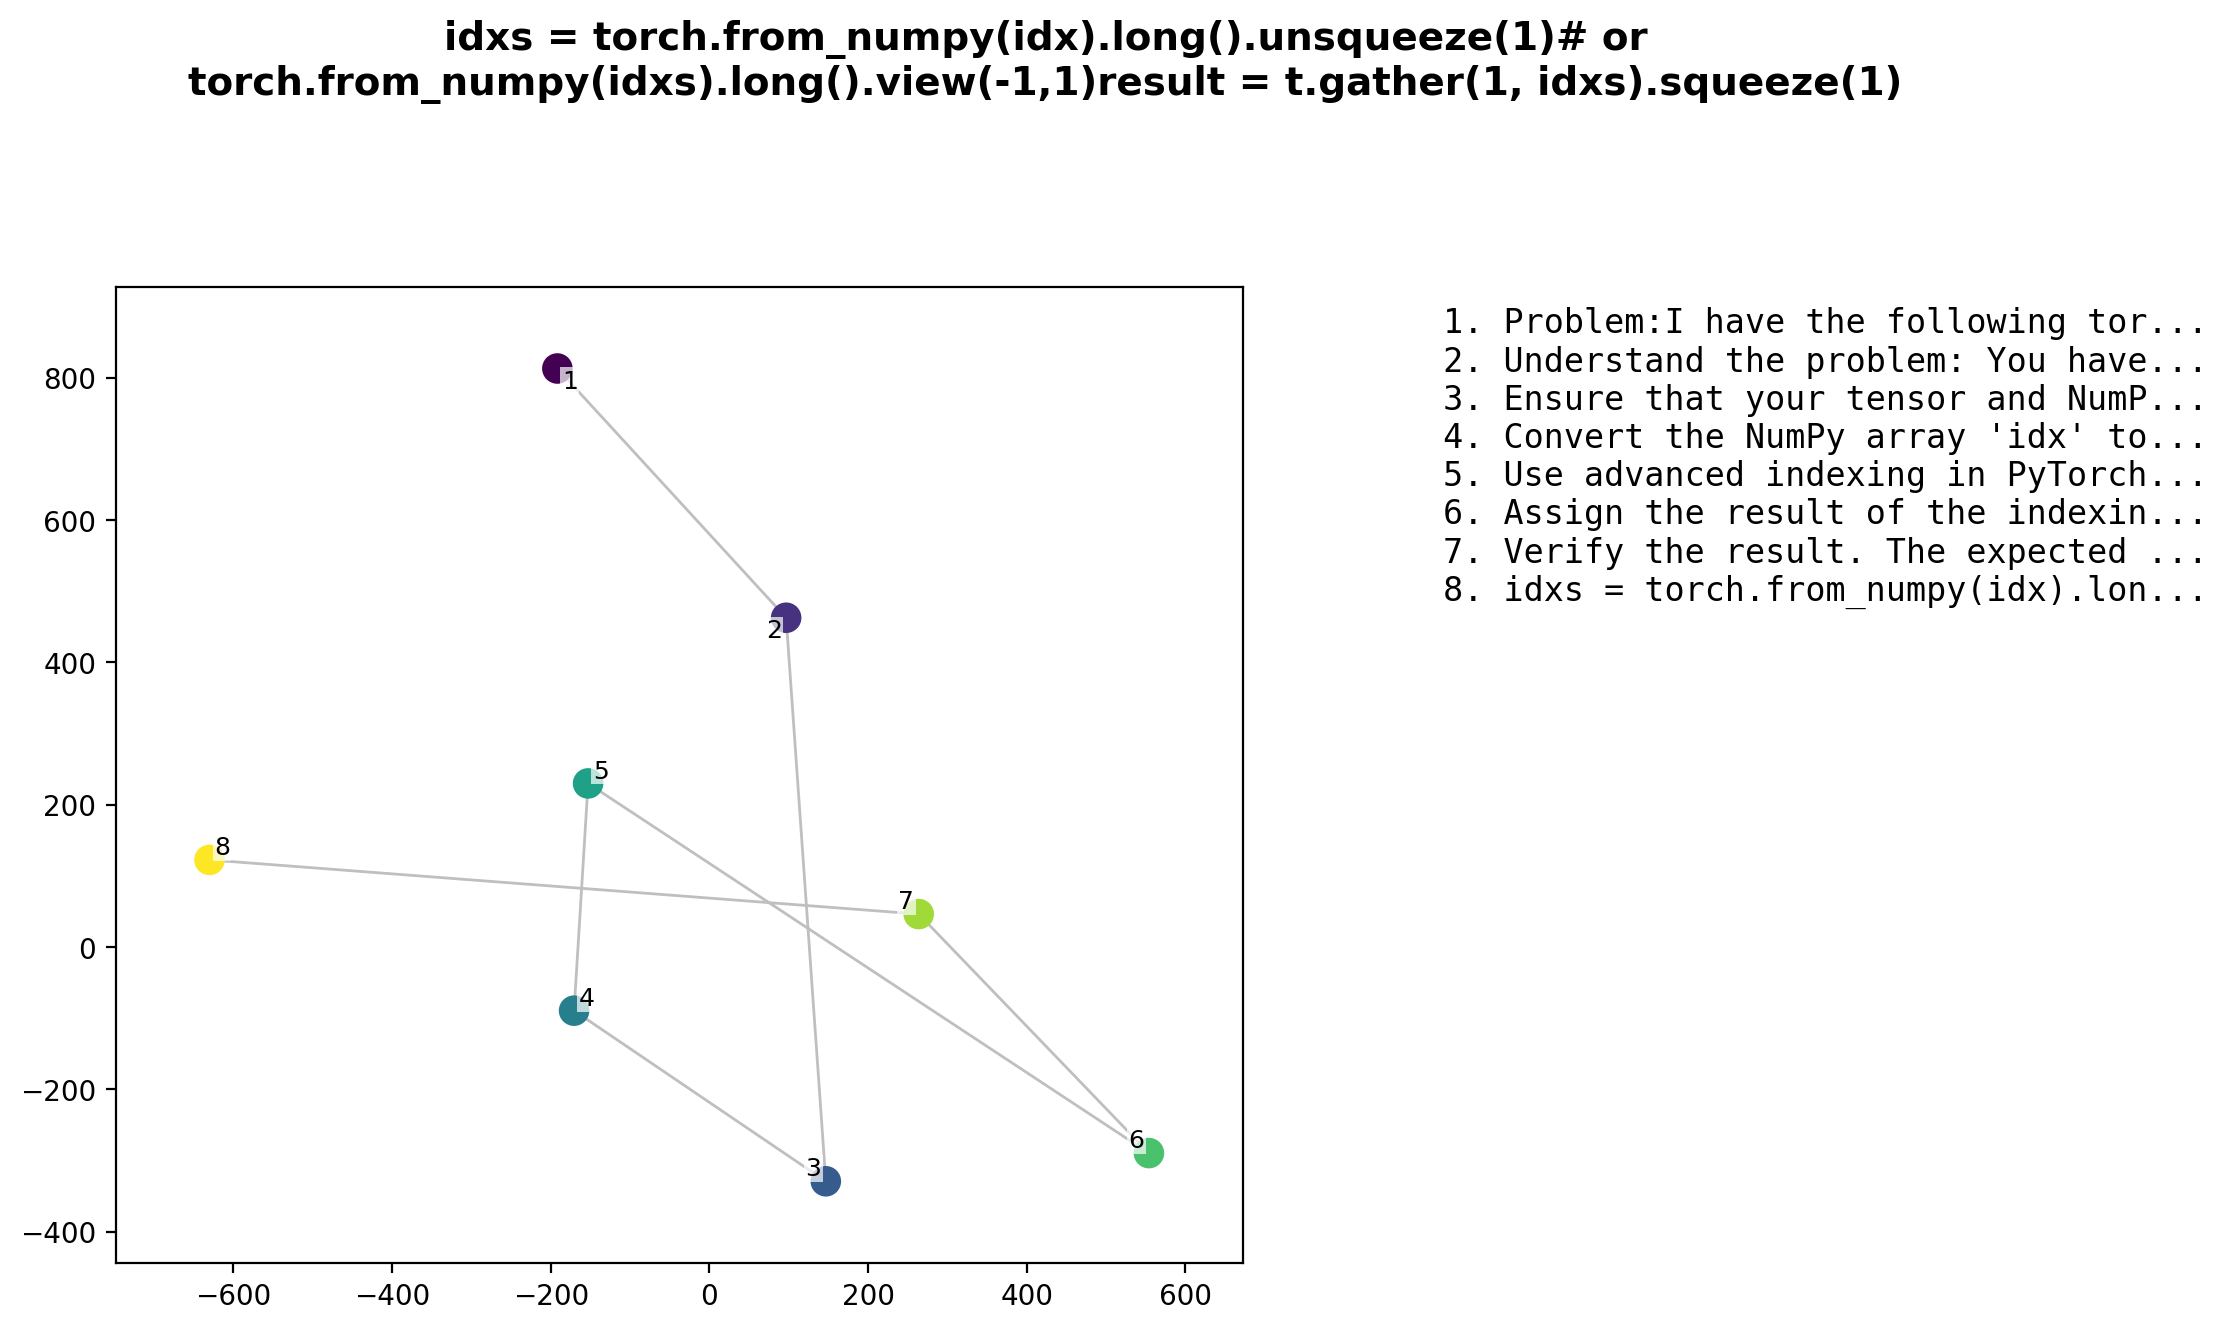 idxs = torch.from_numpy(idx).long().unsqueeze(1)# or
torch.from_numpy(idxs).long().view(-1,1)result = t.gather(1, idxs).squeeze(1)
1. Problem:I have the following tor...
2. Understand the problem: You have...
3. Ensure that your tensor and NumP...
4. Convert the NumPy array 'idx' to...
5. Use advanced indexing in PyTorch...
6. Assign the result of the indexin...
7. Verify the result. The expected ...
8. idxs = torch.from_numpy(idx).lon...
800
600
400
200
0
−200
−400
−600
−400
−200
0
200
400
600
1
2
5
8
7
4
6
3